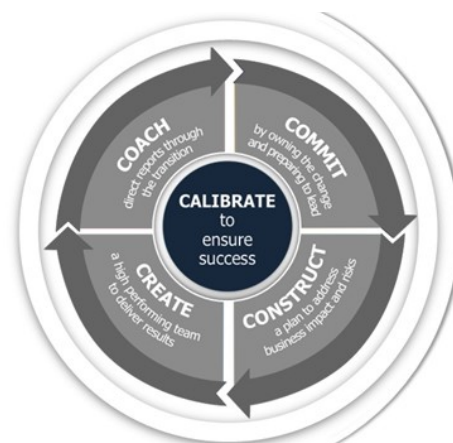 COACH
direct reports through
the transition
COMMIT
by owning the change
and preparing to lead
CALIBRATE
to
ensure
success
CREATE
a high performing team
to deliver results
CONSTRUCT
a plan to address
business impact and risks